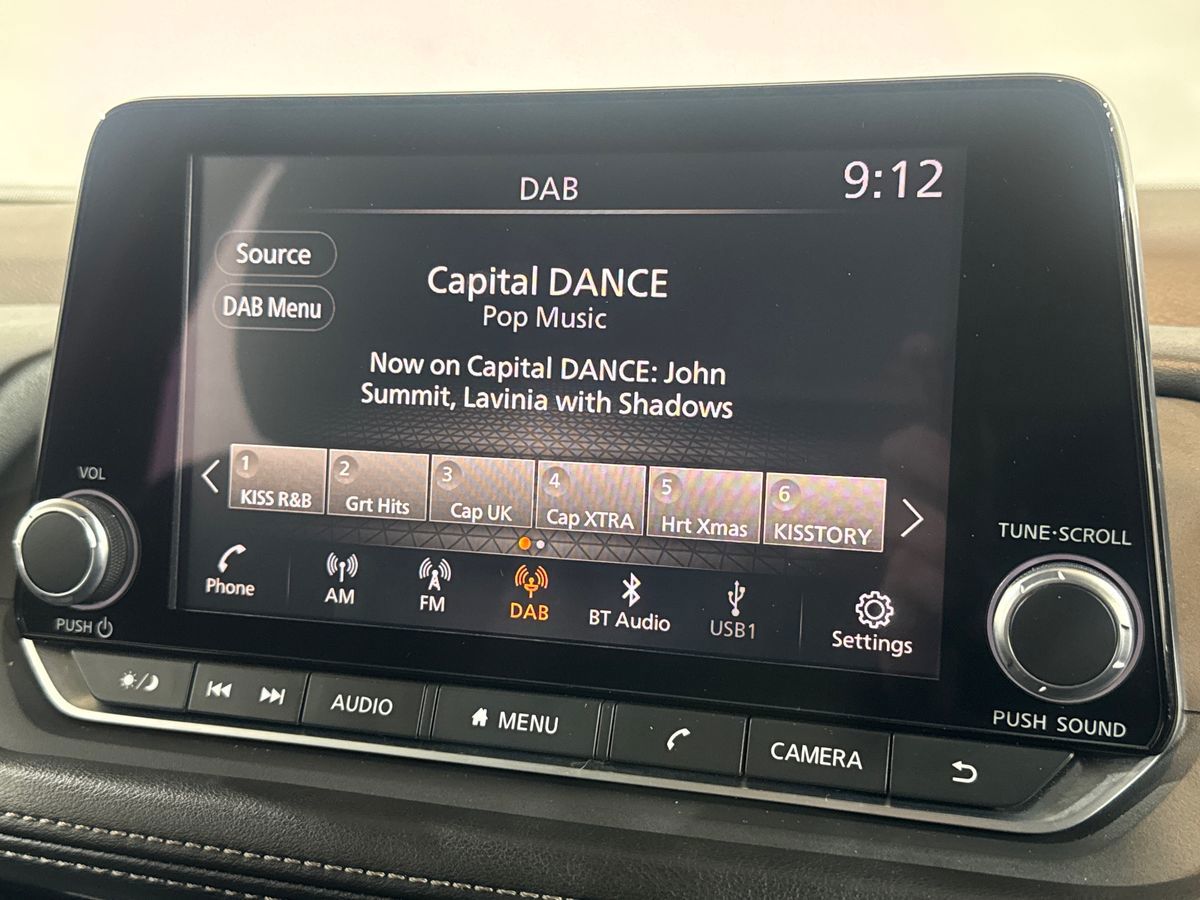 DAB
9:12
Source
DAB Menu
Capital DANCE
Pop Music
Now on Capital DANCE: John
Summit, Lavinia with Shadows
1
KISS R&B
2
Grt Hits
3
Cap UK
4
Cap XTRA
5
Hrt Xmas
6
KISSTORY
Phone
AM
FM
DAB
BT Audio
USB1
Settings
VOL
PUSH
TUNE·SCROLL
PUSH SOUND
AUDIO
MENU
CAMERA